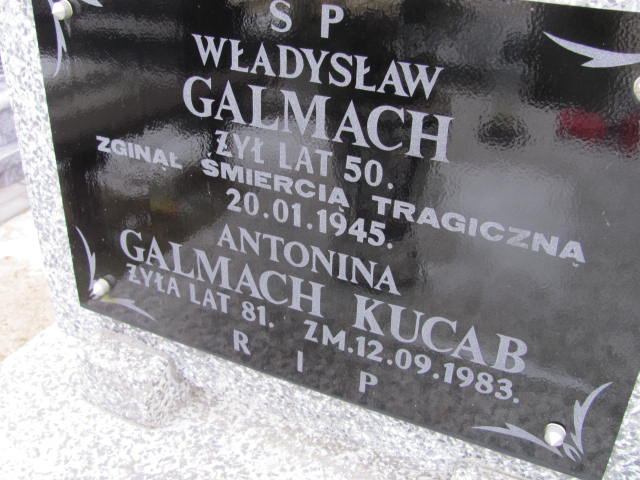 S P
WŁADYSŁAW
GALMACH
ŻYŁ LAT 50.
ZGINĄŁ ŚMIERCIĄ TRAGICZNĄ
20.01.1945.
ANTONINA
GALMACH KUCAB
ŻYŁA LAT 81. ZM.12.09.1983.
R I P